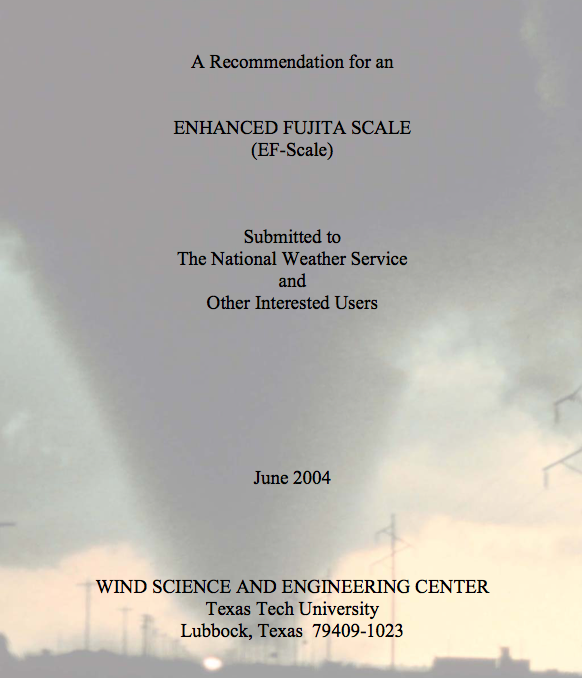 A Recommendation for an
ENHANCED FUJITA SCALE
(EF-Scale)
Submitted to
The National Weather Service
and
Other Interested Users
June 2004
WIND SCIENCE AND ENGINEERING CENTER
Texas Tech University
Lubbock, Texas 79409-1023